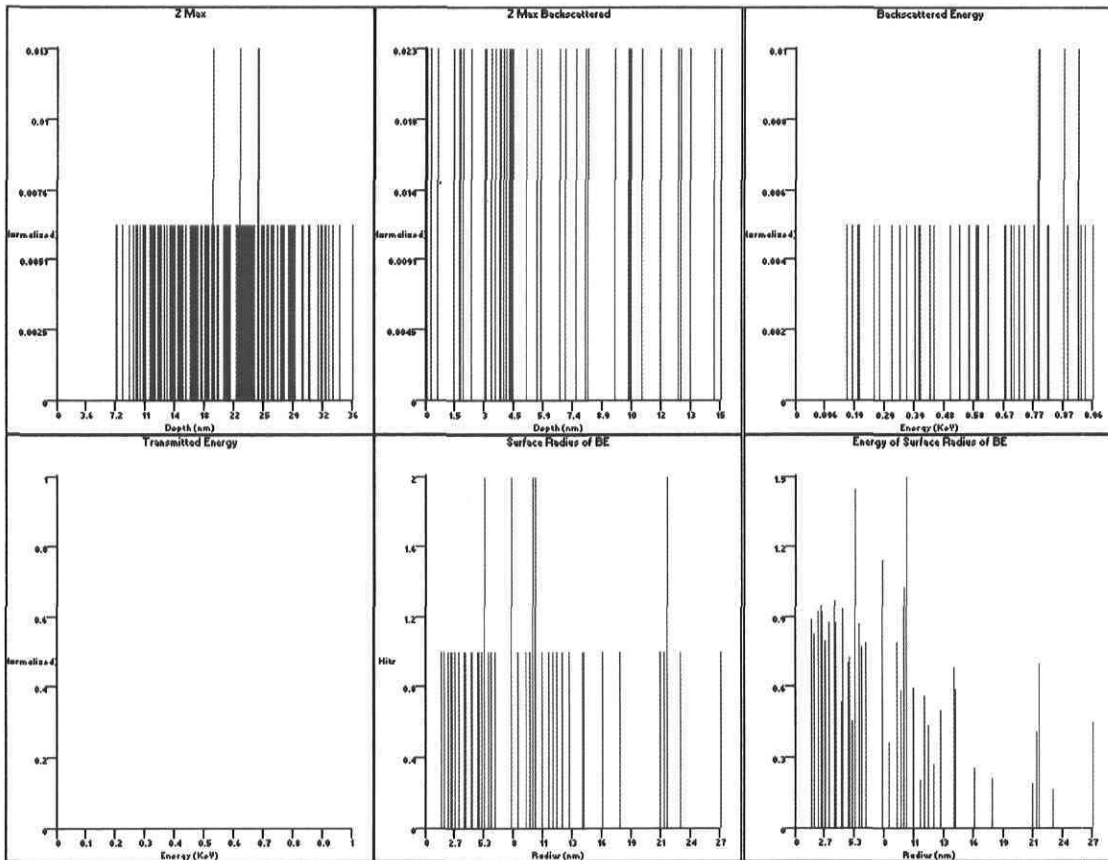 Z Max
0.013
0.01
0.0076
ormalized)
0.0051
0.0025
0
0 3.6 7.2 11 14 18 22 25 29 32 36
Depth (nm)
Z Max Backscattered
0.023
0.018
0.014
ormalized)
0.0091
0.0045
0
0 1.5 3 4.5 5.9 7.4 8.9 10 12 13 15
Depth (nm)
Backscattered Energy
0.01
0.008
0.006
ormalized)
0.004
0.002
0
0 0.096 0.19 0.29 0.39 0.48 0.58 0.67 0.77 0.87 0.96
Energy (KeV)
Transmitted Energy
1
0.8
0.6
ormalized)
0.4
0.2
0
0 0.1 0.2 0.3 0.4 0.5 0.6 0.7 0.8 0.9 1
Energy (KeV)
Surface Radius of BE
2
1.6
1.2
Hits
0.8
0.4
0
0 2.7 5.3 8 11 13 16 19 21 24 27
Radius (nm)
Energy of Surface Radius of BE
1.5
1.2
0.9
0.6
0.3
0
0 2.7 5.3 8 11 13 16 19 21 24 27
Radius (nm)